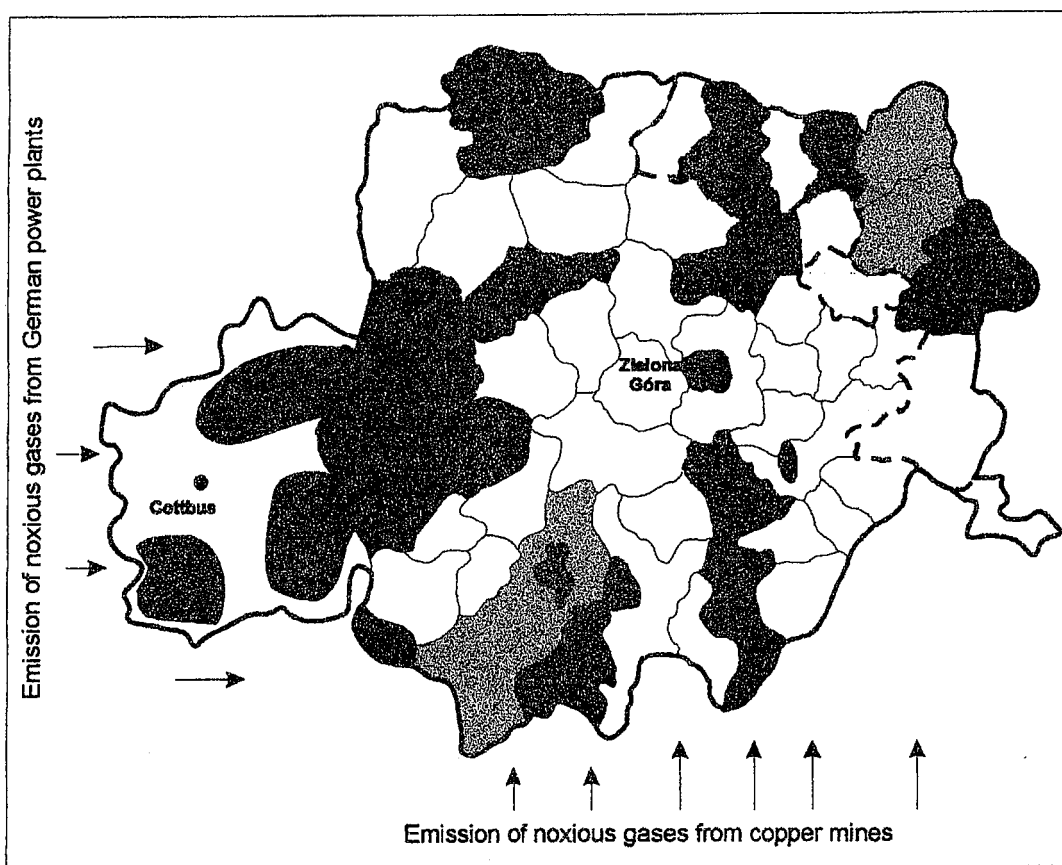 Emission of noxious gases from German power plants
Zielona
Góra
Cottbus
Emission of noxious gases from copper mines